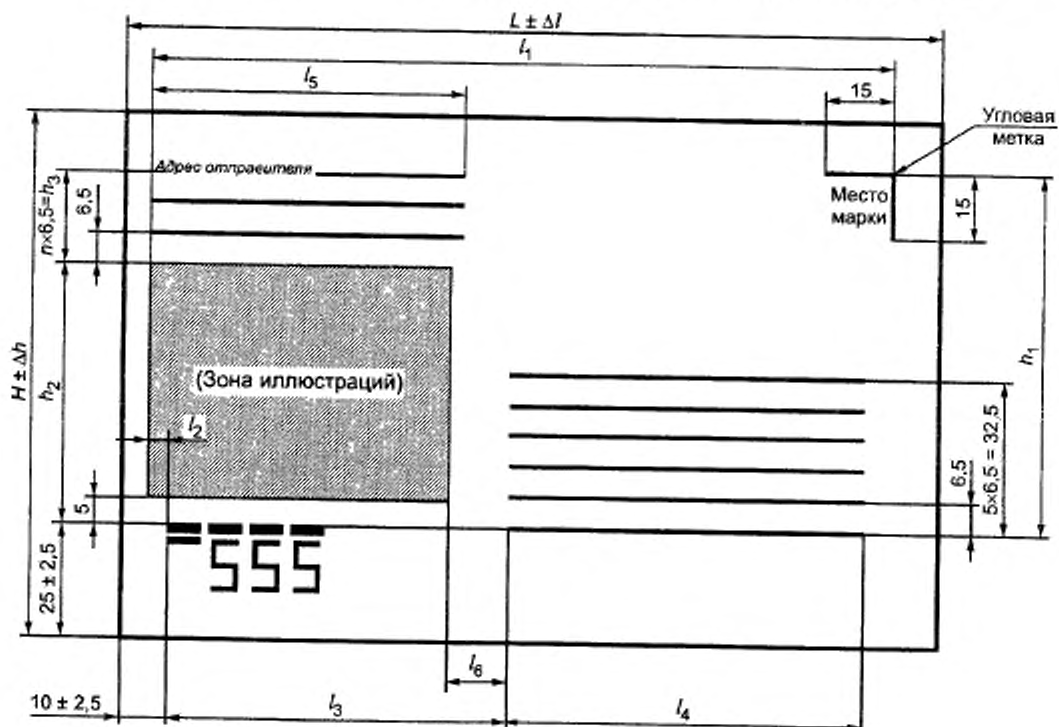 L ± Δl
l1
l5
15
Угловая
метка
Адрес отправителя
Место
марки
15
n×6,5=h3
6,5
H ± Δh
h2
(Зона иллюстраций)
l2
h1
5×6,5 = 32,5
6,5
5
555
25 ± 2,5
l6
10 ± 2,5
l3
l4